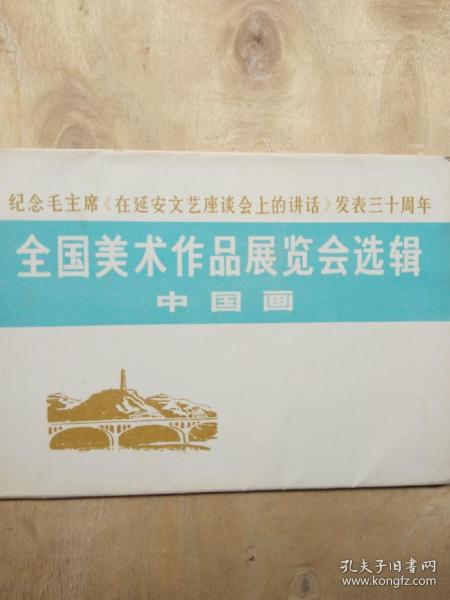 纪念毛主席《在延安文艺座谈会上的讲话》发表三十周年
全国美术作品展览会选辑
中国画
孔夫子旧书网
www.kongfz.com